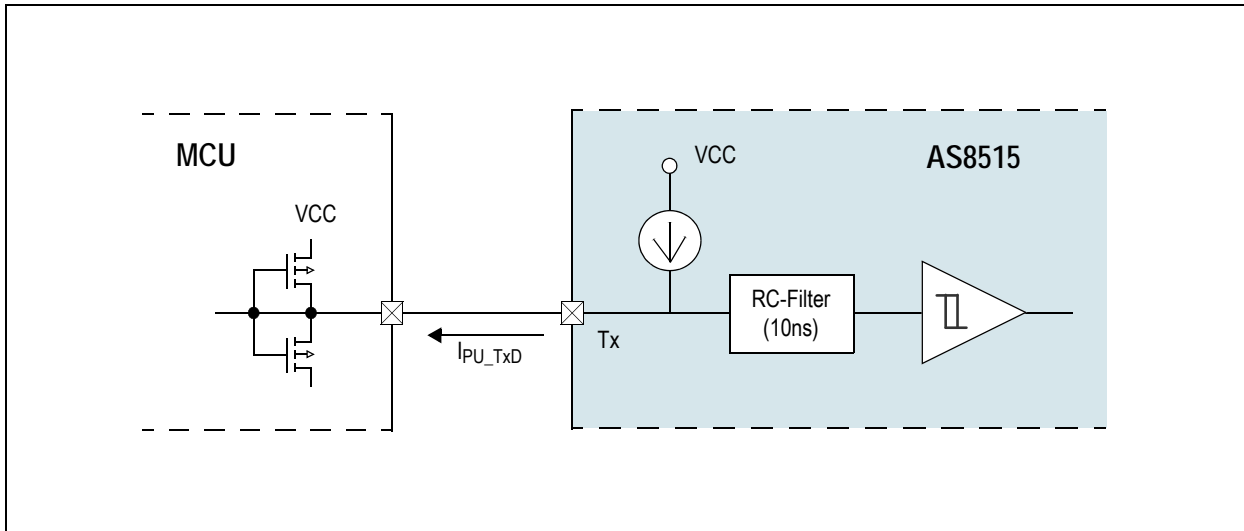 MCU
VCC
I_PU_TxD
VCC
AS8515
Tx
RC-Filter
(10ns)